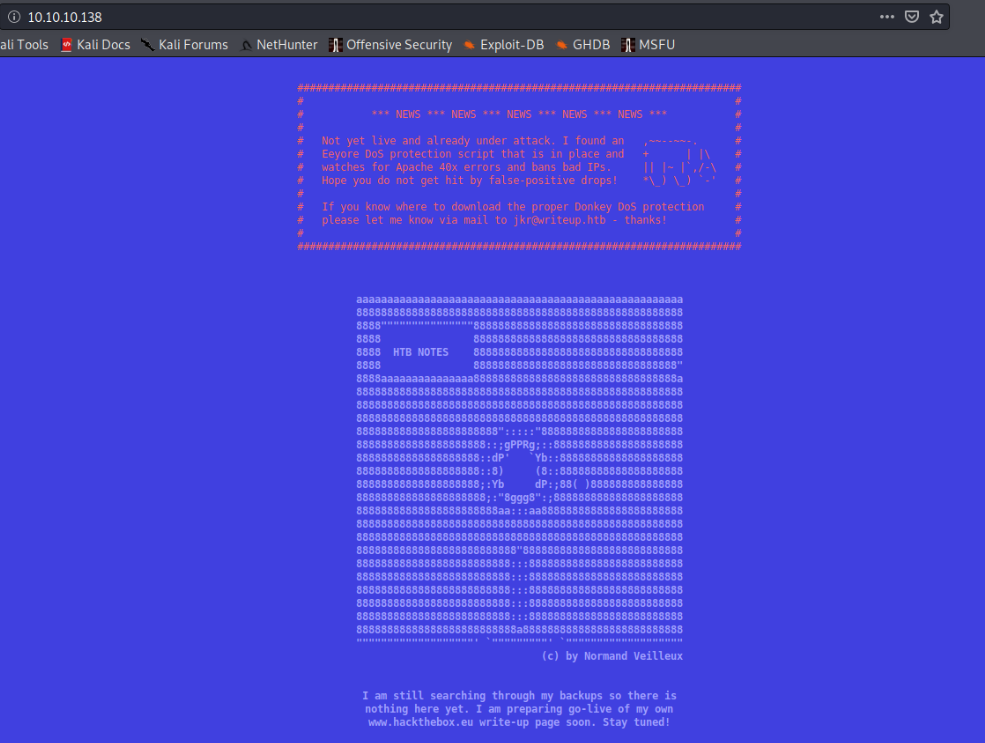 10.10.10.138
ali Tools Kali Docs Kali Forums NetHunter Offensive Security Exploit-DB GHDB MSFU
*** NEWS *** NEWS *** NEWS *** NEWS *** NEWS ***
Not yet live and already under attack. I found an
Eeyore DoS protection script that is in place and
watches for Apache 40x errors and bans bad IPs.
Hope you do not get hit by false-positive drops!
If you know where to download the proper Donkey DoS protection
please let me know via mail to jkr@writeup.htb - thanks!
HTB NOTES
(c) by Normand Veilleux
I am still searching through my backups so there is
nothing here yet. I am preparing go-live of my own
www.hackthebox.eu write-up page soon. Stay tuned!